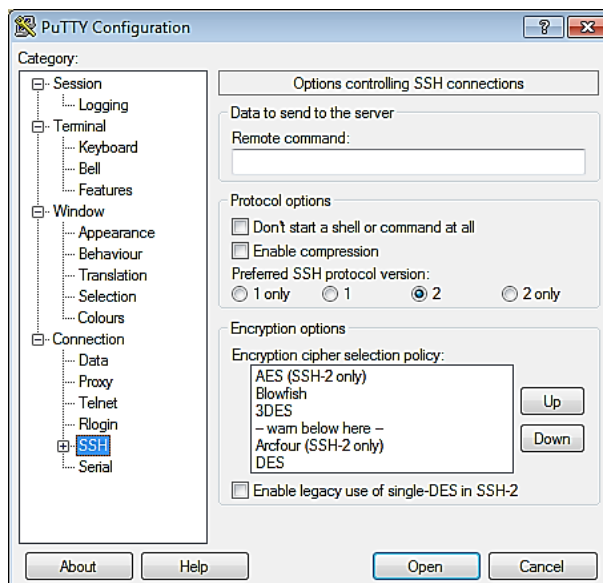 PuTTY Configuration
Category:
Session
Logging
Terminal
Keyboard
Bell
Features
Window
Appearance
Behaviour
Translation
Selection
Colours
Connection
Data
Proxy
Telnet
Rlogin
SSH
Serial
Options controlling SSH connections
Data to send to the server
Remote command:
Protocol options
Don't start a shell or command at all
Enable compression
Preferred SSH protocol version:
1 only 1 2 2 only
Encryption options
Encryption cipher selection policy:
AES (SSH-2 only)
Blowfish
3DES
-- warn below here --
Arcfour (SSH-2 only)
DES
Up
Down
Enable legacy use of single-DES in SSH-2
About Help Open Cancel